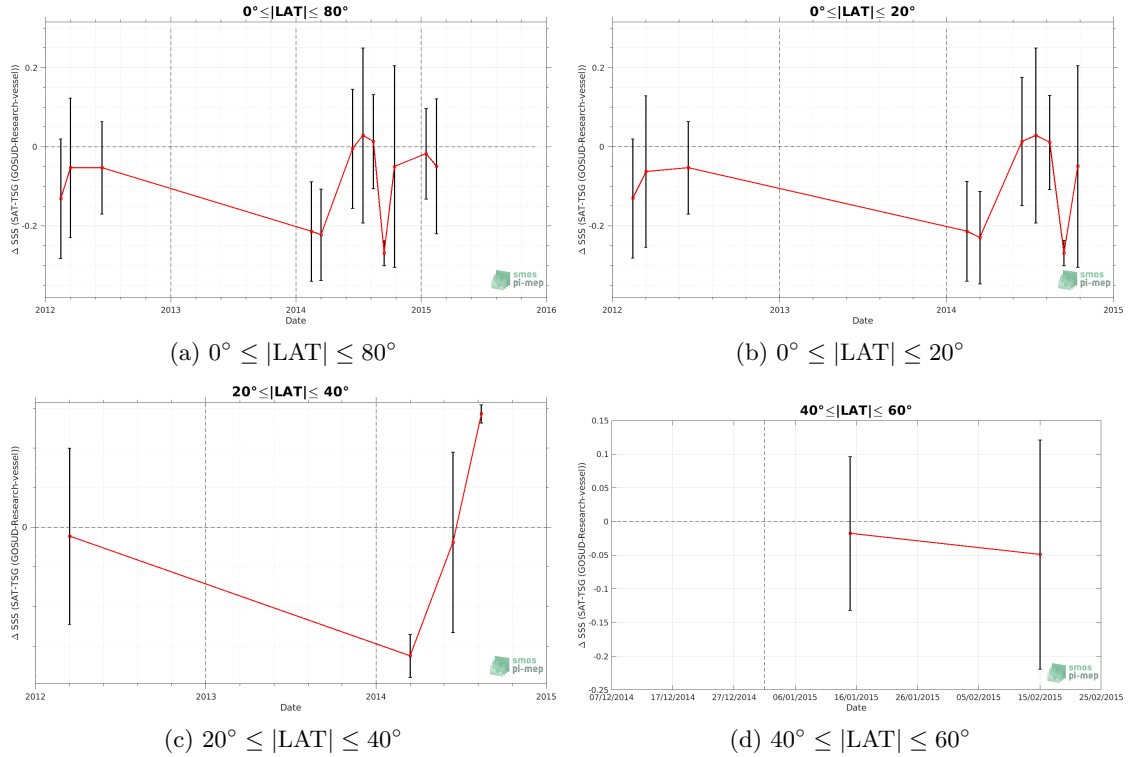 0°≤|LAT|≤ 80°
Δ SSS (SAT-TSG (GOSUD-Research-vessel))
0.2
0
-0.2
2012 2013 2014 2015 2016
Date
smos
pi-mep
(a) 0° ≤ |LAT| ≤ 80°
0°≤|LAT|≤ 20°
Δ SSS (SAT-TSG (GOSUD-Research-vessel))
0.2
0
-0.2
2012 2013 2014 2015
Date
smos
pi-mep
(b) 0° ≤ |LAT| ≤ 20°
20°≤|LAT|≤ 40°
Δ SSS (SAT-TSG (GOSUD-Research-vessel))
0
2012 2013 2014 2015
Date
smos
pi-mep
(c) 20° ≤ |LAT| ≤ 40°
40°≤|LAT|≤ 60°
Δ SSS (SAT-TSG (GOSUD-Research-vessel))
0.15
0.1
0.05
0
-0.05
-0.1
-0.15
-0.2
-0.25
07/12/2014 17/12/2014 27/12/2014 06/01/2015 16/01/2015 26/01/2015 05/02/2015 15/02/2015 25/02/2015
Date
smos
pi-mep
(d) 40° ≤ |LAT| ≤ 60°